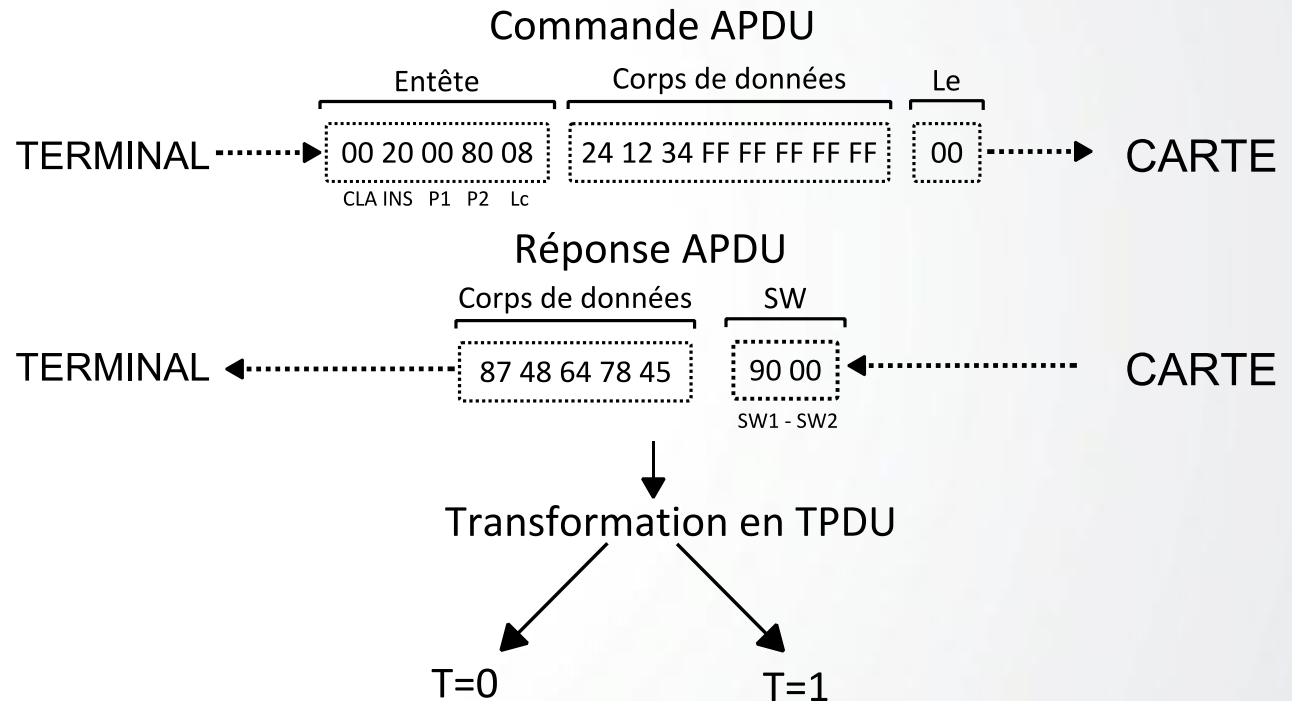 Commande APDU
Entête Corps de données Le
TERMINAL 00 20 00 80 08 24 12 34 FF FF FF FF FF 00 CARTE
CLA INS P1 P2 Lc
Réponse APDU
Corps de données SW
TERMINAL 87 48 64 78 45 90 00 CARTE
SW1 - SW2
Transformation en TPDU
T=0 T=1